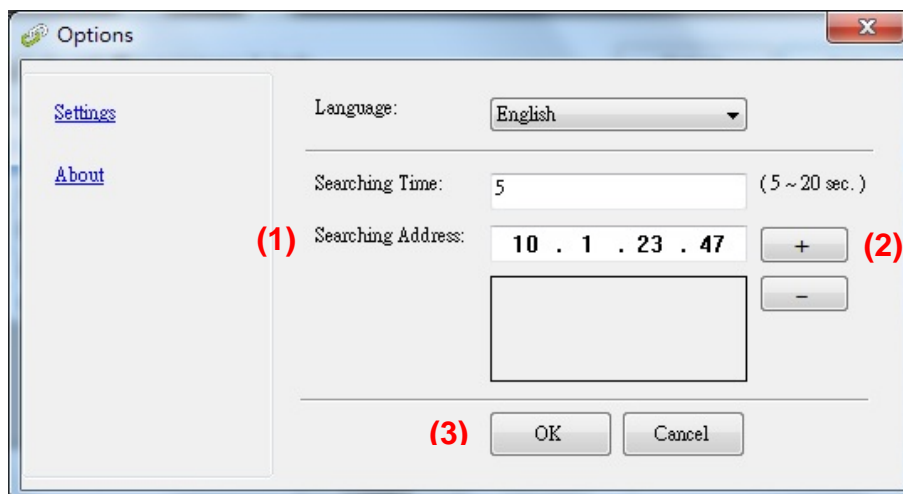 Options
x
Settings
About
Language:
English
Searching Time:
5
( 5 ~ 20 sec. )
(1)
Searching Address:
10 . 1 . 23 . 47
+
(2)
-
(3)
OK
Cancel